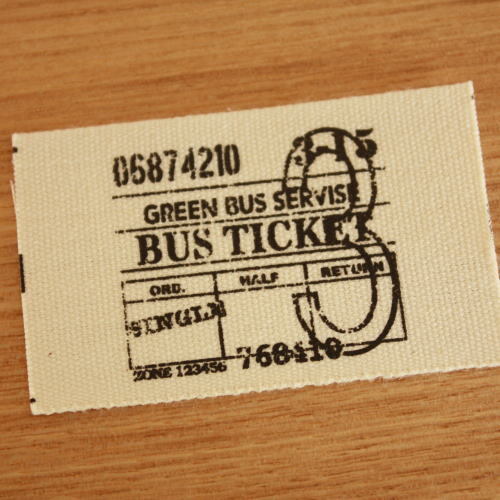 06874210 3-15
GREEN BUS SERVISE
BUS TICKET
ORD. HALF RETURN
SINGLE
3
ZONE 123456 768410